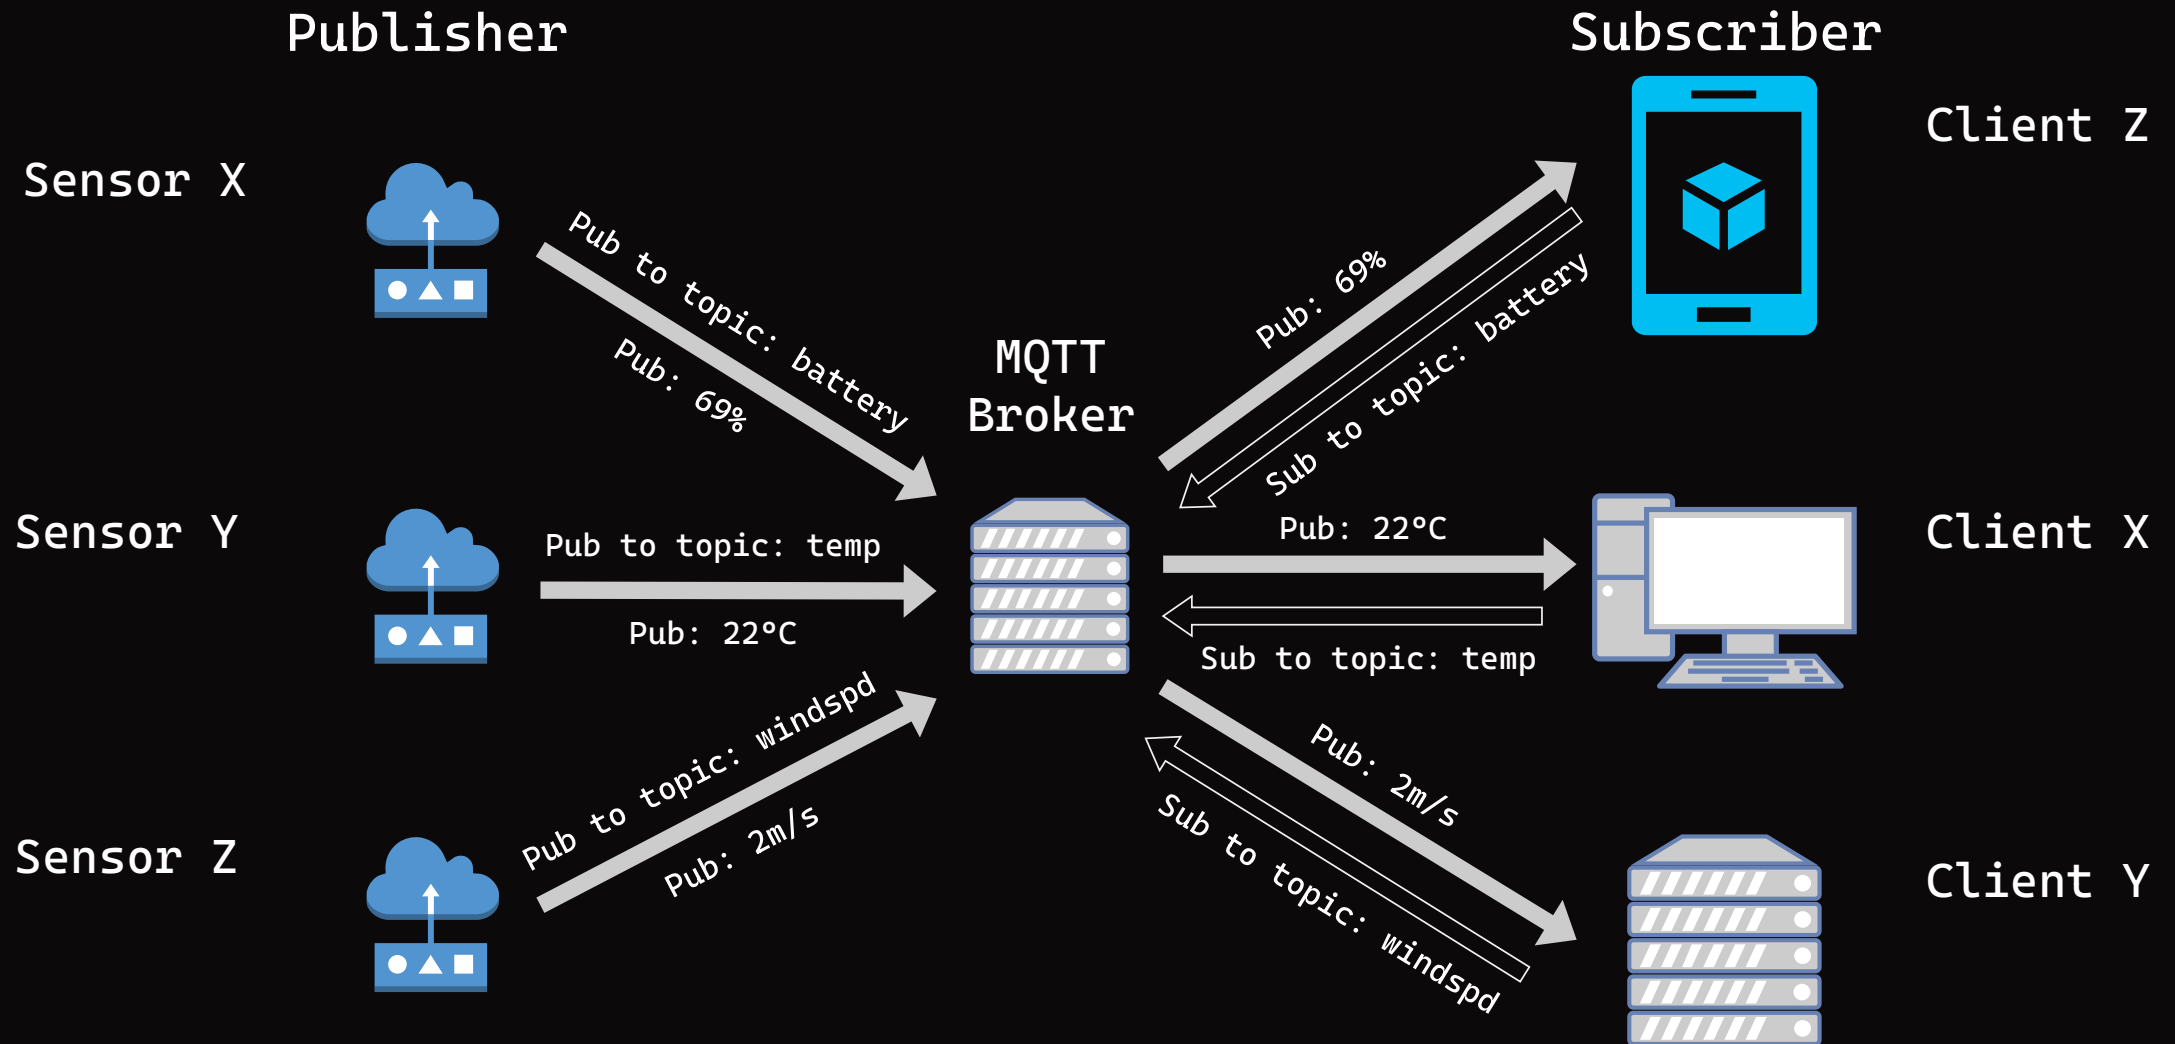 Publisher
Subscriber
Sensor X
Pub to topic: battery
Pub: 69%
Sensor Y
Pub to topic: temp
Pub: 22°C
Sensor Z
Pub to topic: windspd
Pub: 2m/s
MQTT
Broker
Pub: 69%
Sub to topic: battery
Client Z
Pub: 22°C
Sub to topic: temp
Client X
Pub: 2m/s
Sub to topic: windspd
Client Y